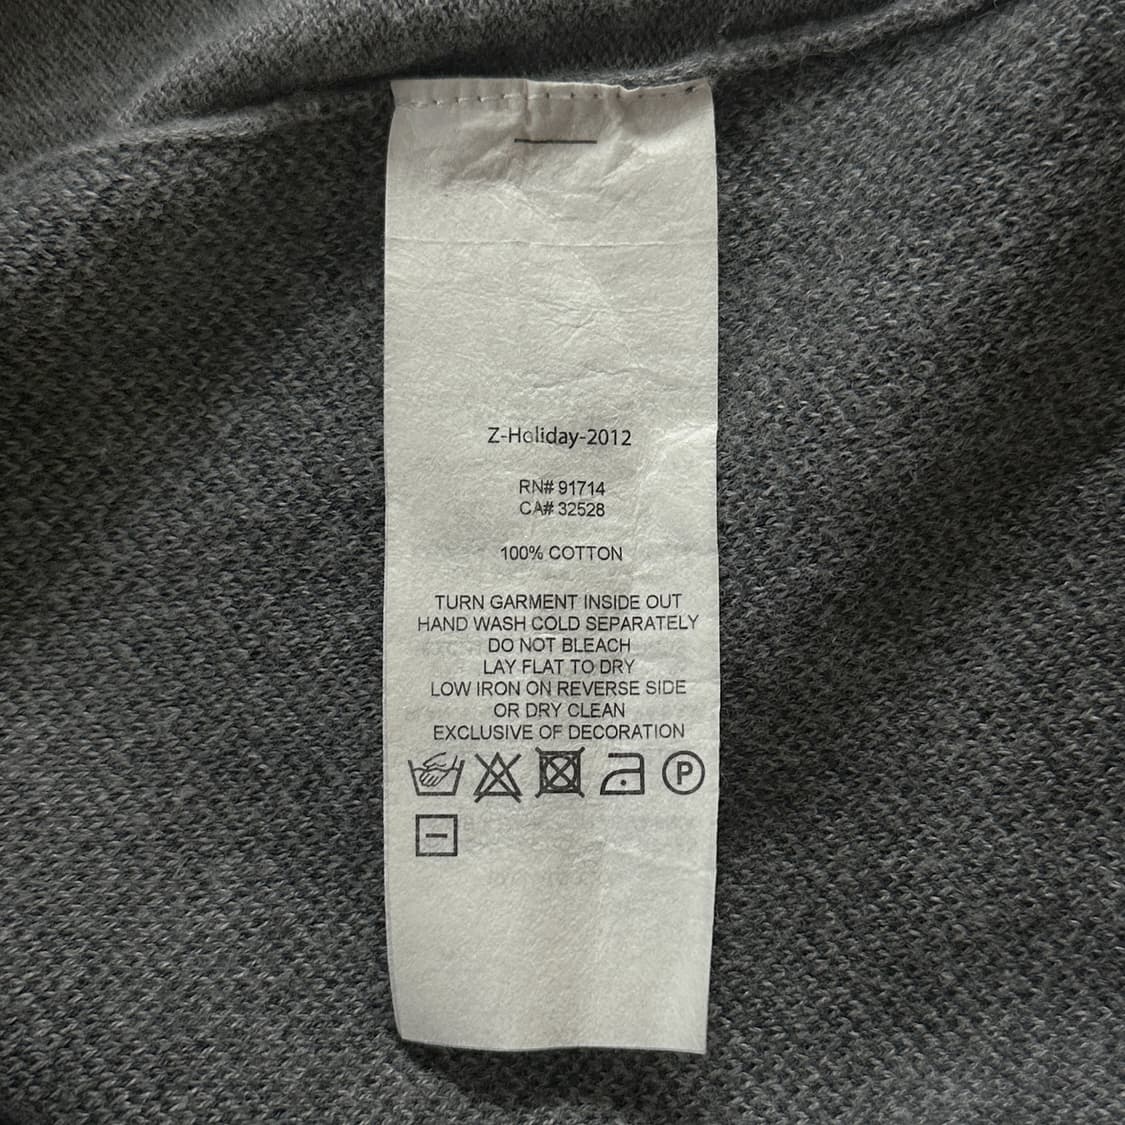 Z-Holiday-2012
RN# 91714
CA# 32528
100% COTTON
TURN GARMENT INSIDE OUT
HAND WASH COLD SEPARATELY
DO NOT BLEACH
LAY FLAT TO DRY
LOW IRON ON REVERSE SIDE
OR DRY CLEAN
EXCLUSIVE OF DECORATION
P